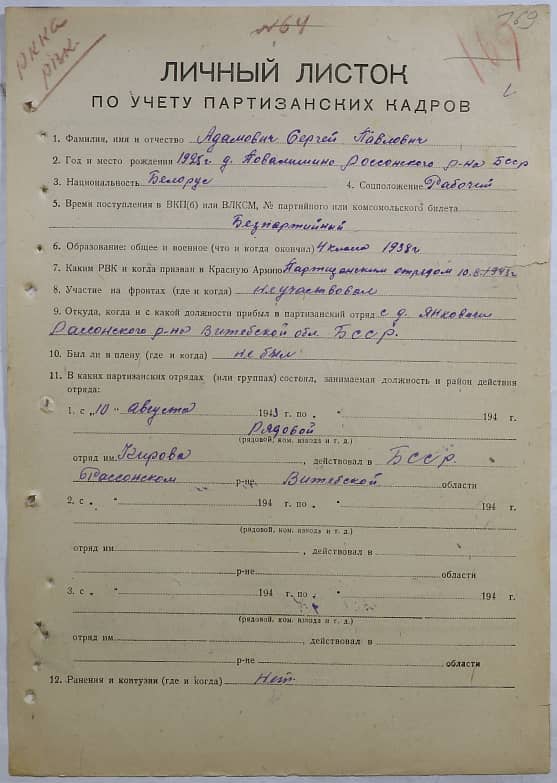 №64
169
169
РККА
РВК.
ЛИЧНЫЙ ЛИСТОК
ПО УЧЕТУ ПАРТИЗАНСКИХ КАДРОВ
1. Фамилия, имя и отчество Адамович Сергей Павлович
2. Год и место рождения д. Россонского р-на БССР
3. Национальность Белорус 4. Соцположение Рабочий
5. Время поступления в ВКП(б) или ВЛКСМ, № партийного или комсомольского билета
Безпартийный
6. Образование: общее и военное (что и когда окончил) 4 класса 1938г
7. Каким РВК и когда призван в Красную Армию Партизанским отрядом 10.8.1943г
8. Участие на фронтах (где и когда) не участвовал
9. Откуда, когда и с какой должности прибыл в партизанский отряд с д. Янковичи
Россонского р-на Витебской обл. БССР.
10. Был ли в плену (где и когда) не был
11. В каких партизанских отрядах (или группах) состоял, занимаемая должность и район действия
отряда:
1. с „10" Августа 1943 г. по „ " 194 г.
Рядовой
(рядовой, ком. взвода и т. д.)
отряд им. Кирова, действовал в БССР.
Россонском р-не Витебской области
2. с „ " 194 г. по „ " 194 г.
(рядовой, ком. взвода и т. д.)
отряд им. , действовал в
р-не области
3. с „ " 194 г. по „ " 194 г.
(рядовой, ком. взвода и т. д.)
отряд им. , действовал в
р-не области
12. Ранения и контузии (где и когда) Нет.